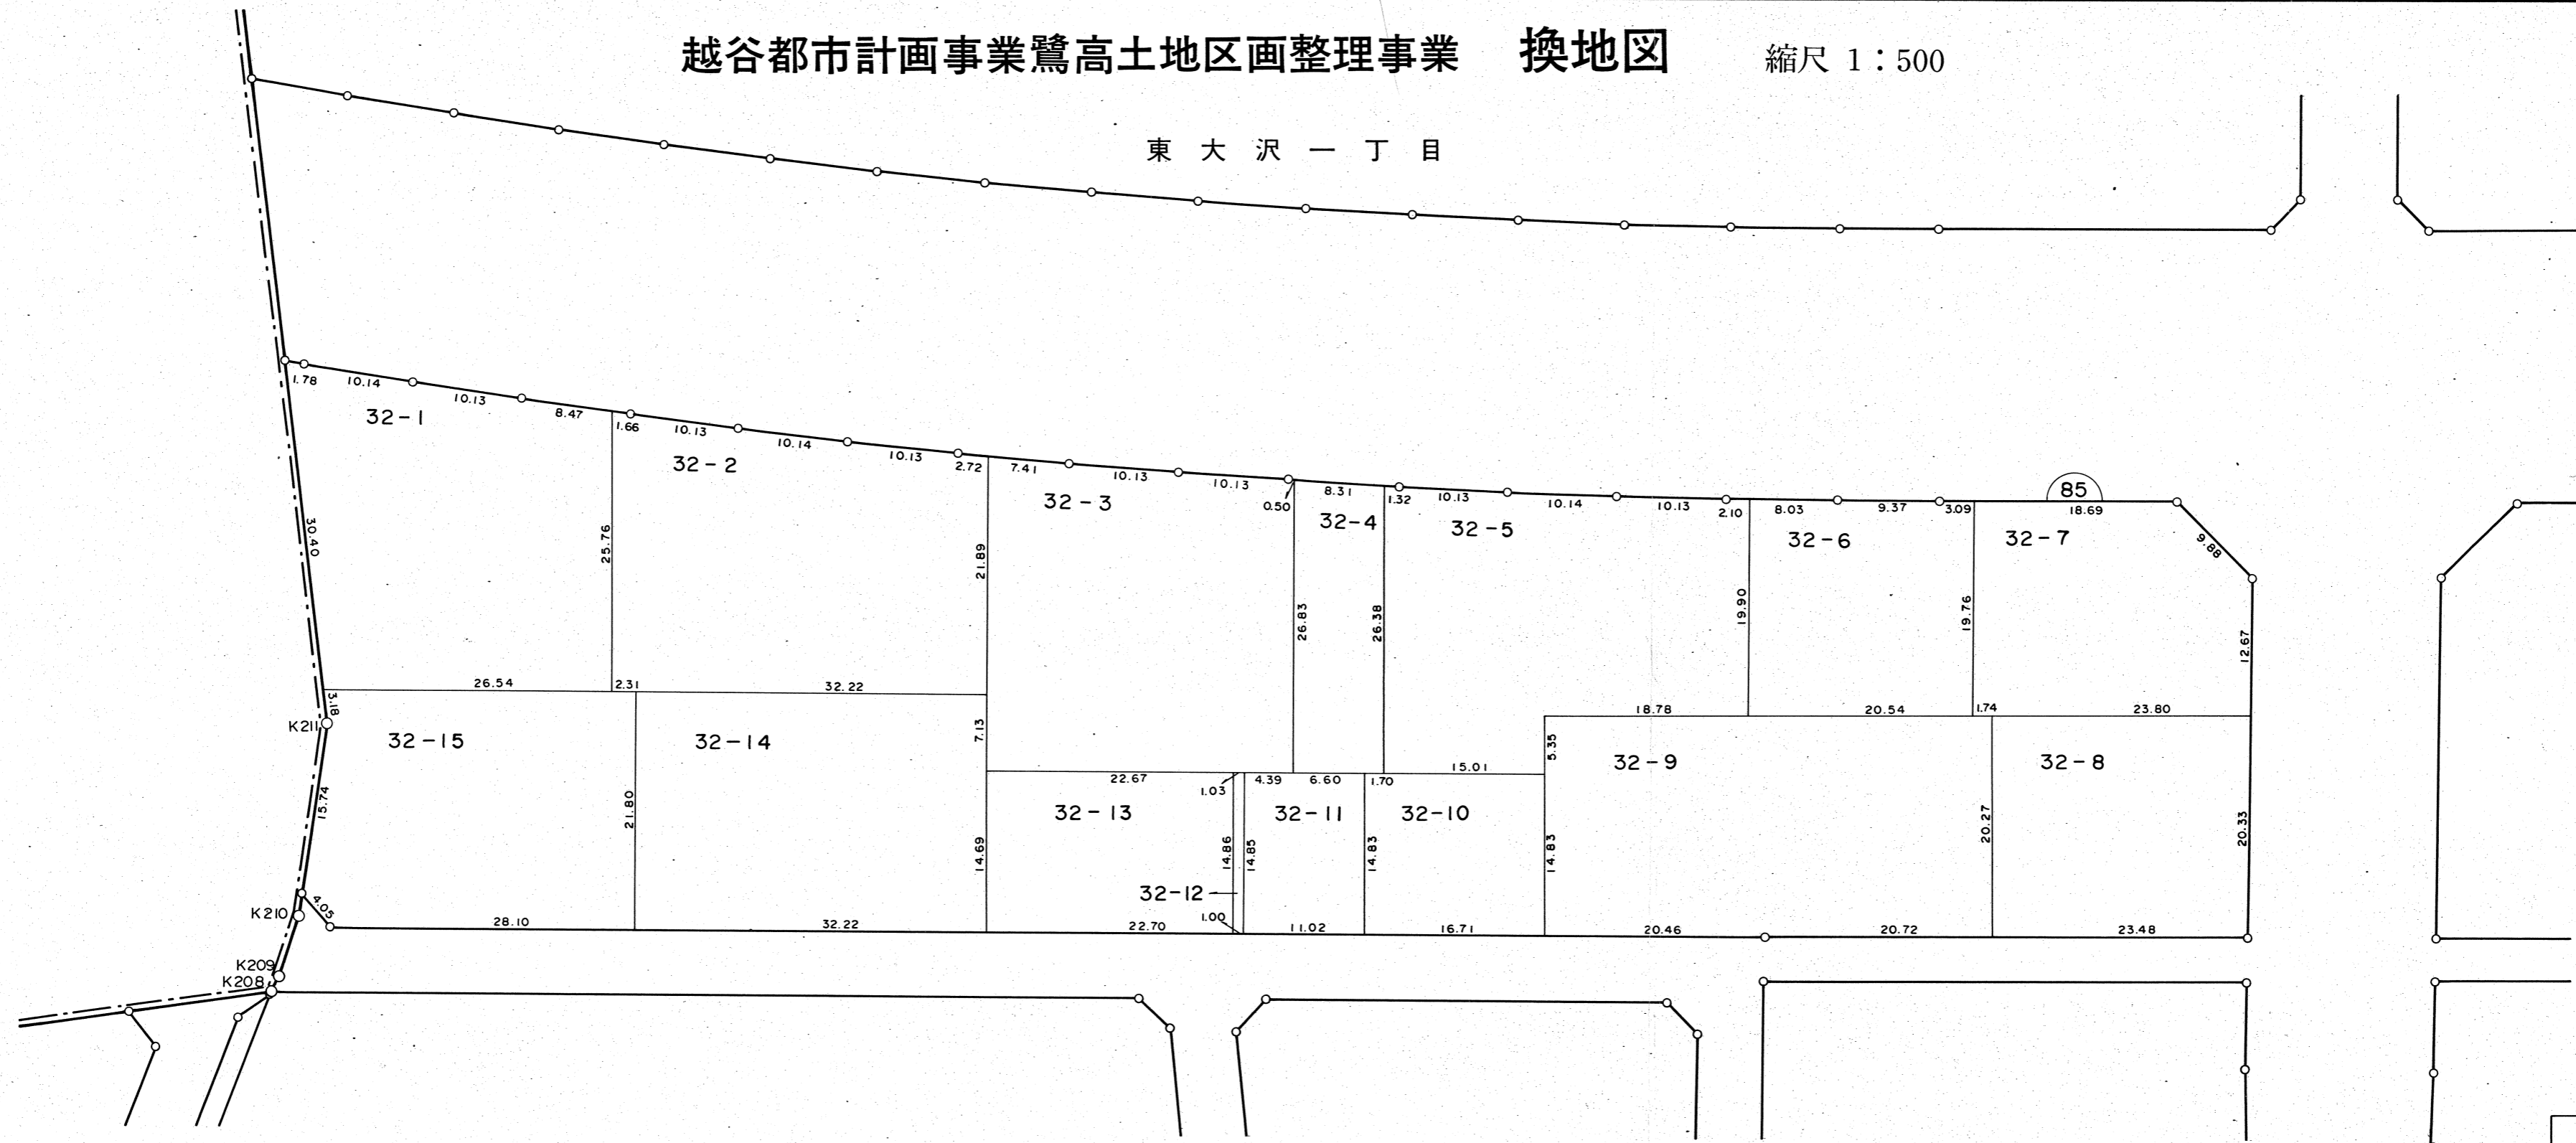 越谷都市計画事業鷺高土地区画整理事業 換地図 縮尺 1：500
東大沢一丁目
1.78 10.14 10.13 8.47 1.66 10.13 10.14 10.13 2.72 7.41 10.13 10.13 0.50 8.31 1.32 10.13 10.14 10.13 2.10 8.03 9.37 3.09 18.69 9.88
85
32-1 32-2 32-3 32-4 32-5 32-6 32-7
30.40 25.76 21.89 26.83 26.38 19.90 19.76 12.67
26.54 2.31 32.22 18.78 20.54 1.74 23.80
3.18 7.13 5.35
K211
32-15 32-14 32-9 32-8
22.67 1.03 4.39 6.60 1.70 15.01
32-13 32-11 32-10
15.74 21.80 14.69 14.86 14.85 14.83 14.83 20.27 20.33
32-12
K210 4.05
1.00
28.10 32.22 22.70 11.02 16.71 20.46 20.72 23.48
K209
K208